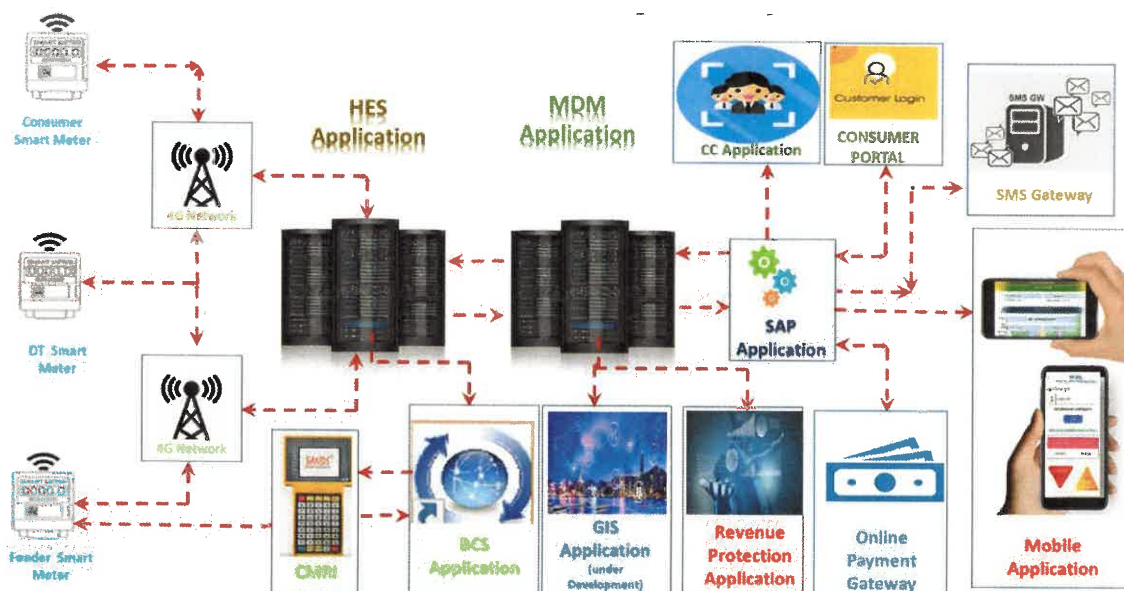 Consumer
Smart Meter
4G Network
DT Smart
Meter
4G Network
Feeder Smart
Meter
HES
Application
MDM
Application
CC Application
Customer Login
CONSUMER
PORTAL
SMS GW
SMS Gateway
SAP
Application
CMRI
BCS
Application
GIS
Application
(under
Development)
Revenue
Protection
Application
Online
Payment
Gateway
Mobile
Application